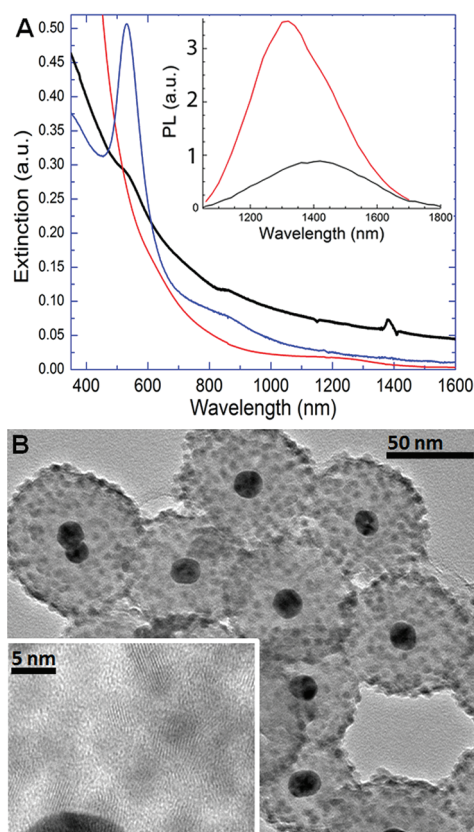 A
Extinction (a.u.)
0.50
0.45
0.40
0.35
0.30
0.25
0.20
0.15
0.10
0.05
0.00
400 600 800 1000 1200 1400 1600
Wavelength (nm)
PL (a.u.)
3
2
1
0
1200 1400 1600 1800
Wavelength (nm)
B
50 nm
5 nm